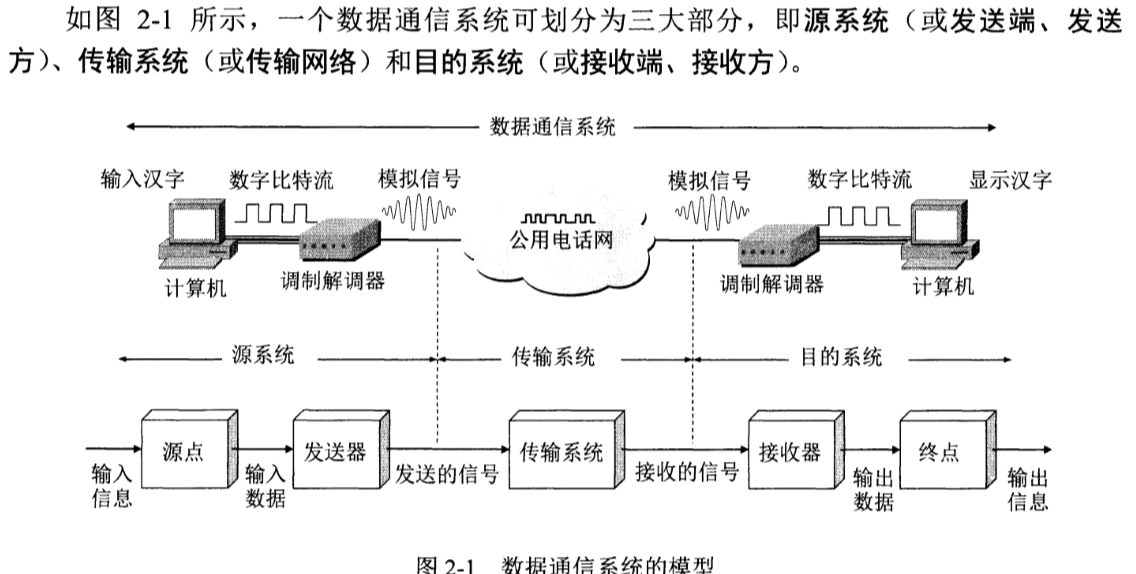 如图 2-1 所示，一个数据通信系统可划分为三大部分，即源系统（或发送端、发送
方）、传输系统（或传输网络）和目的系统（或接收端、接收方）。
数据通信系统
输入汉字 数字比特流 模拟信号 模拟信号 数字比特流 显示汉字
公用电话网
计算机 调制解调器 调制解调器 计算机
源系统 传输系统 目的系统
源点 发送器 传输系统 接收器 终点
输入 输入 发送的信号 接收的信号 输出 输出
信息 数据 数据 信息
图 2-1 数据通信系统的模型